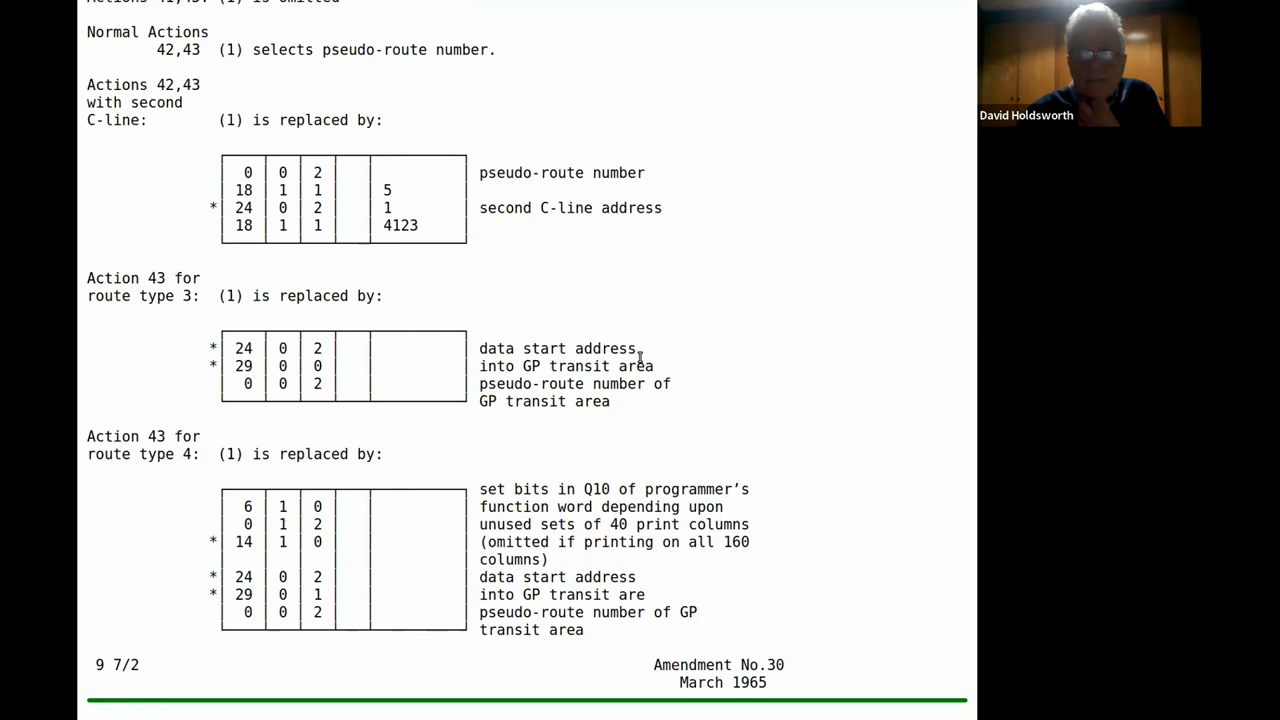 Normal Actions
42,43 (1) selects pseudo-route number.
Actions 42,43
with second
C-line: (1) is replaced by:
0 0 2 pseudo-route number
18 1 1 5
* 24 0 2 1 second C-line address
18 1 1 4123
Action 43 for
route type 3: (1) is replaced by:
* 24 0 2 data start address
* 29 0 0 into GP transit area
0 0 2 pseudo-route number of
GP transit area
Action 43 for
route type 4: (1) is replaced by:
set bits in Q10 of programmer’s
6 1 0 function word depending upon
0 1 2 unused sets of 40 print columns
* 14 1 0 (omitted if printing on all 160
columns)
* 24 0 2 data start address
* 29 0 1 into GP transit are
0 0 2 pseudo-route number of GP
transit area
9 7/2 Amendment No.30
March 1965
David Holdsworth